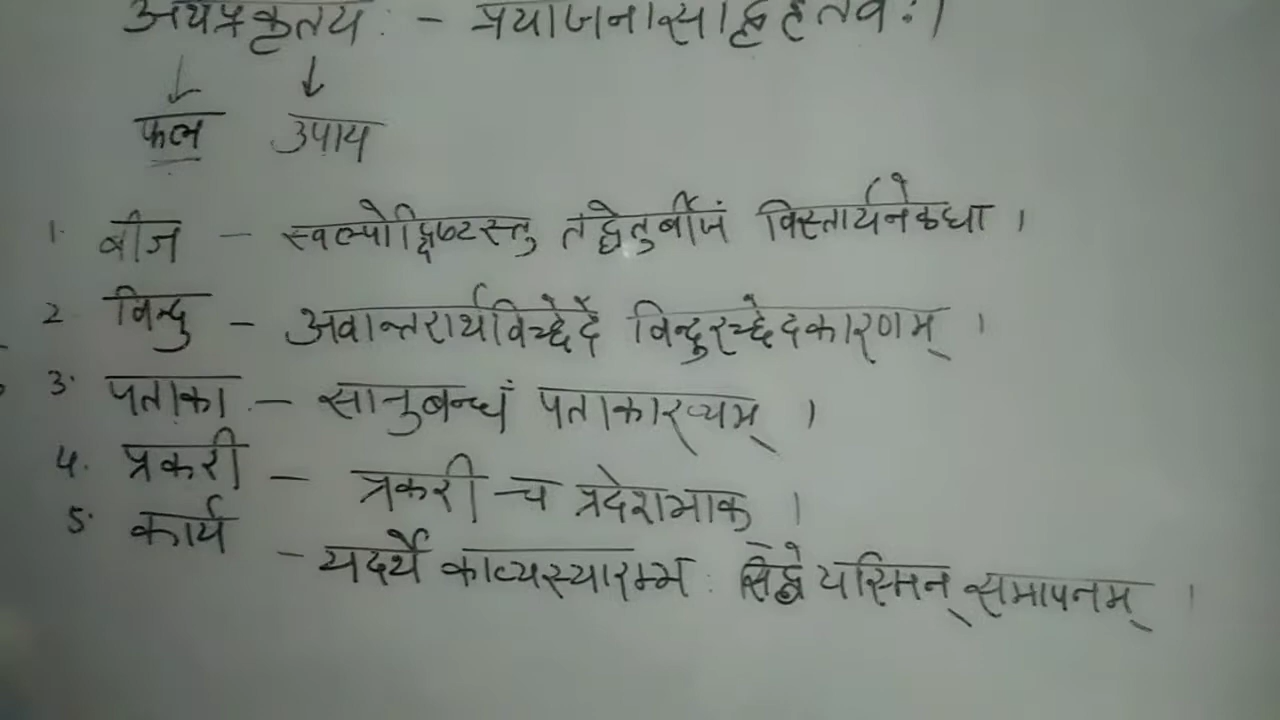 अर्थप्रकृतयः - प्रयोजनसिद्धिहेतवः।
↓ ↓
फल उपाय
1. बीज - स्वल्पोद्दिष्टस्तु तद्धेतुर्बीजं विस्तार्यनेकधा ।
2 बिन्दु - अवान्तरार्थविच्छेदे बिन्दुरच्छेदकारणम् ।
3. पताका - सानुबन्धं पताकाख्यम् ।
4. प्रकरी - प्रकरी च प्रदेशभाक् ।
5. कार्य - यदर्थे काव्यस्यारम्भः सिद्धे यस्मिन् समापनम् ।